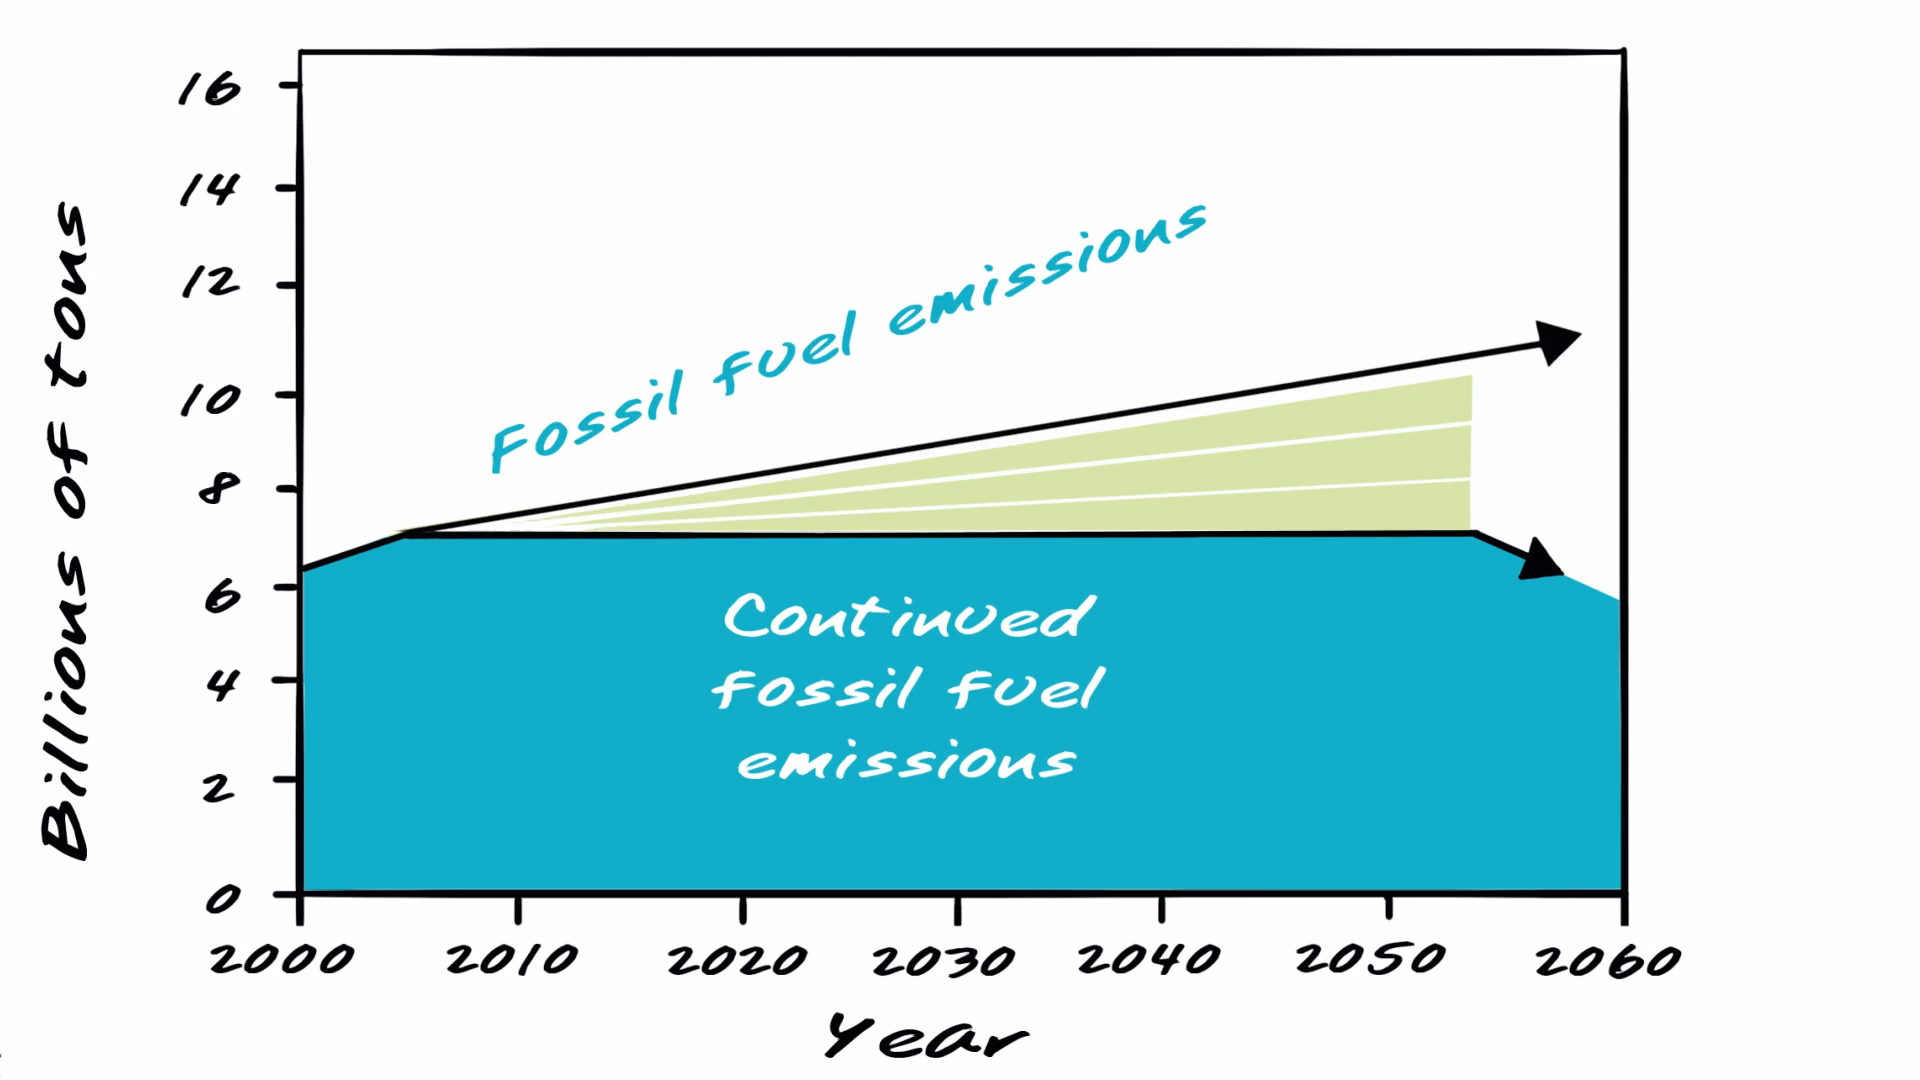 Billions of tons
16
14
12
10
8
6
4
2
0
Fossil fuel emissions
Continued
fossil fuel
emissions
2000 2010 2020 2030 2040 2050 2060
Year